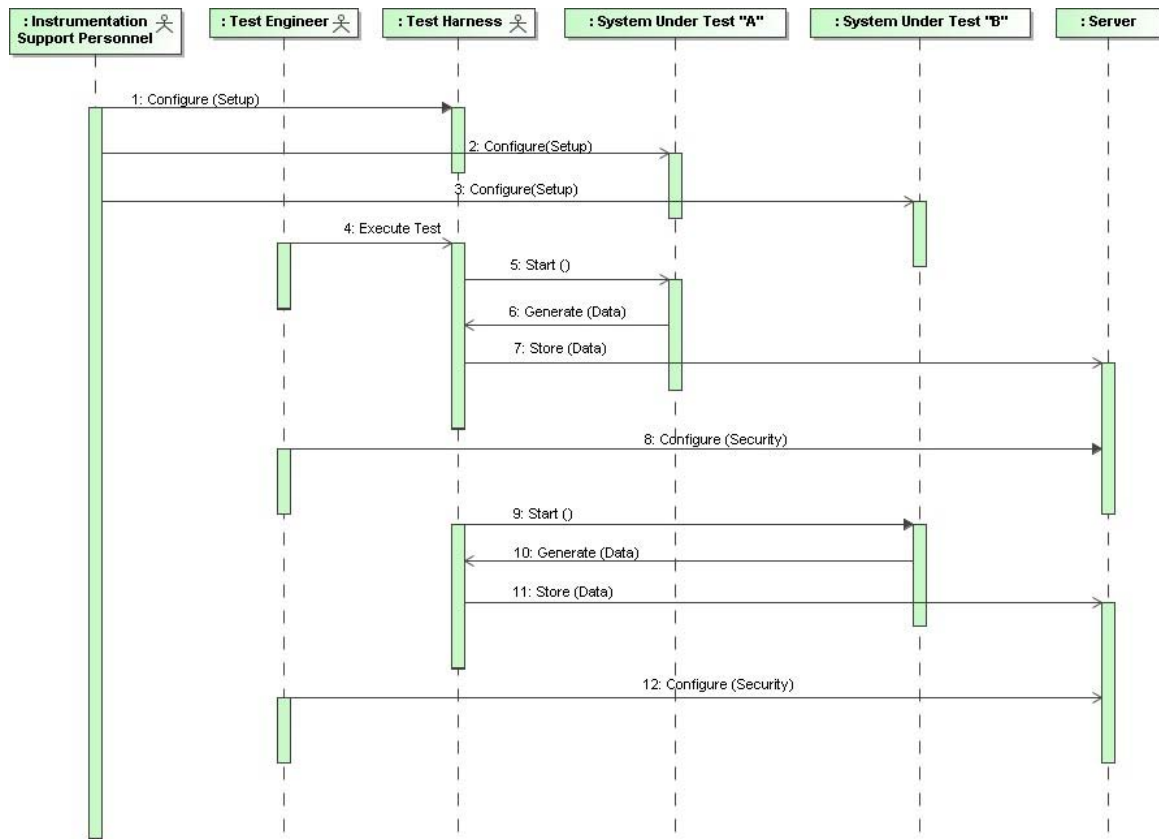 : Instrumentation
Support Personnel
: Test Engineer
: Test Harness
: System Under Test "A"
: System Under Test "B"
: Server
1: Configure (Setup)
2: Configure(Setup)
3: Configure(Setup)
4: Execute Test
5: Start ()
6: Generate (Data)
7: Store (Data)
8: Configure (Security)
9: Start ()
10: Generate (Data)
11: Store (Data)
12: Configure (Security)